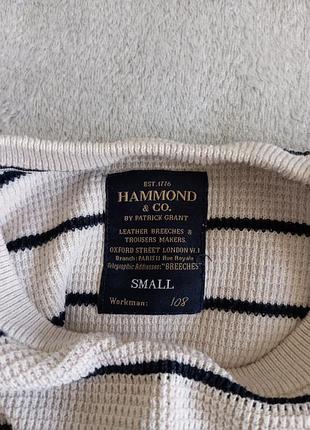 EST. 1776
HAMMOND
& CO.
BY PATRICK GRANT
LEATHER BREECHES &
TROUSERS MAKERS.
OXFORD STREET LONDON W.1
Branch: PARIS 11 Rue Royale
Telegraphic Addresses: "BREECHES"
SMALL
Workman: 108